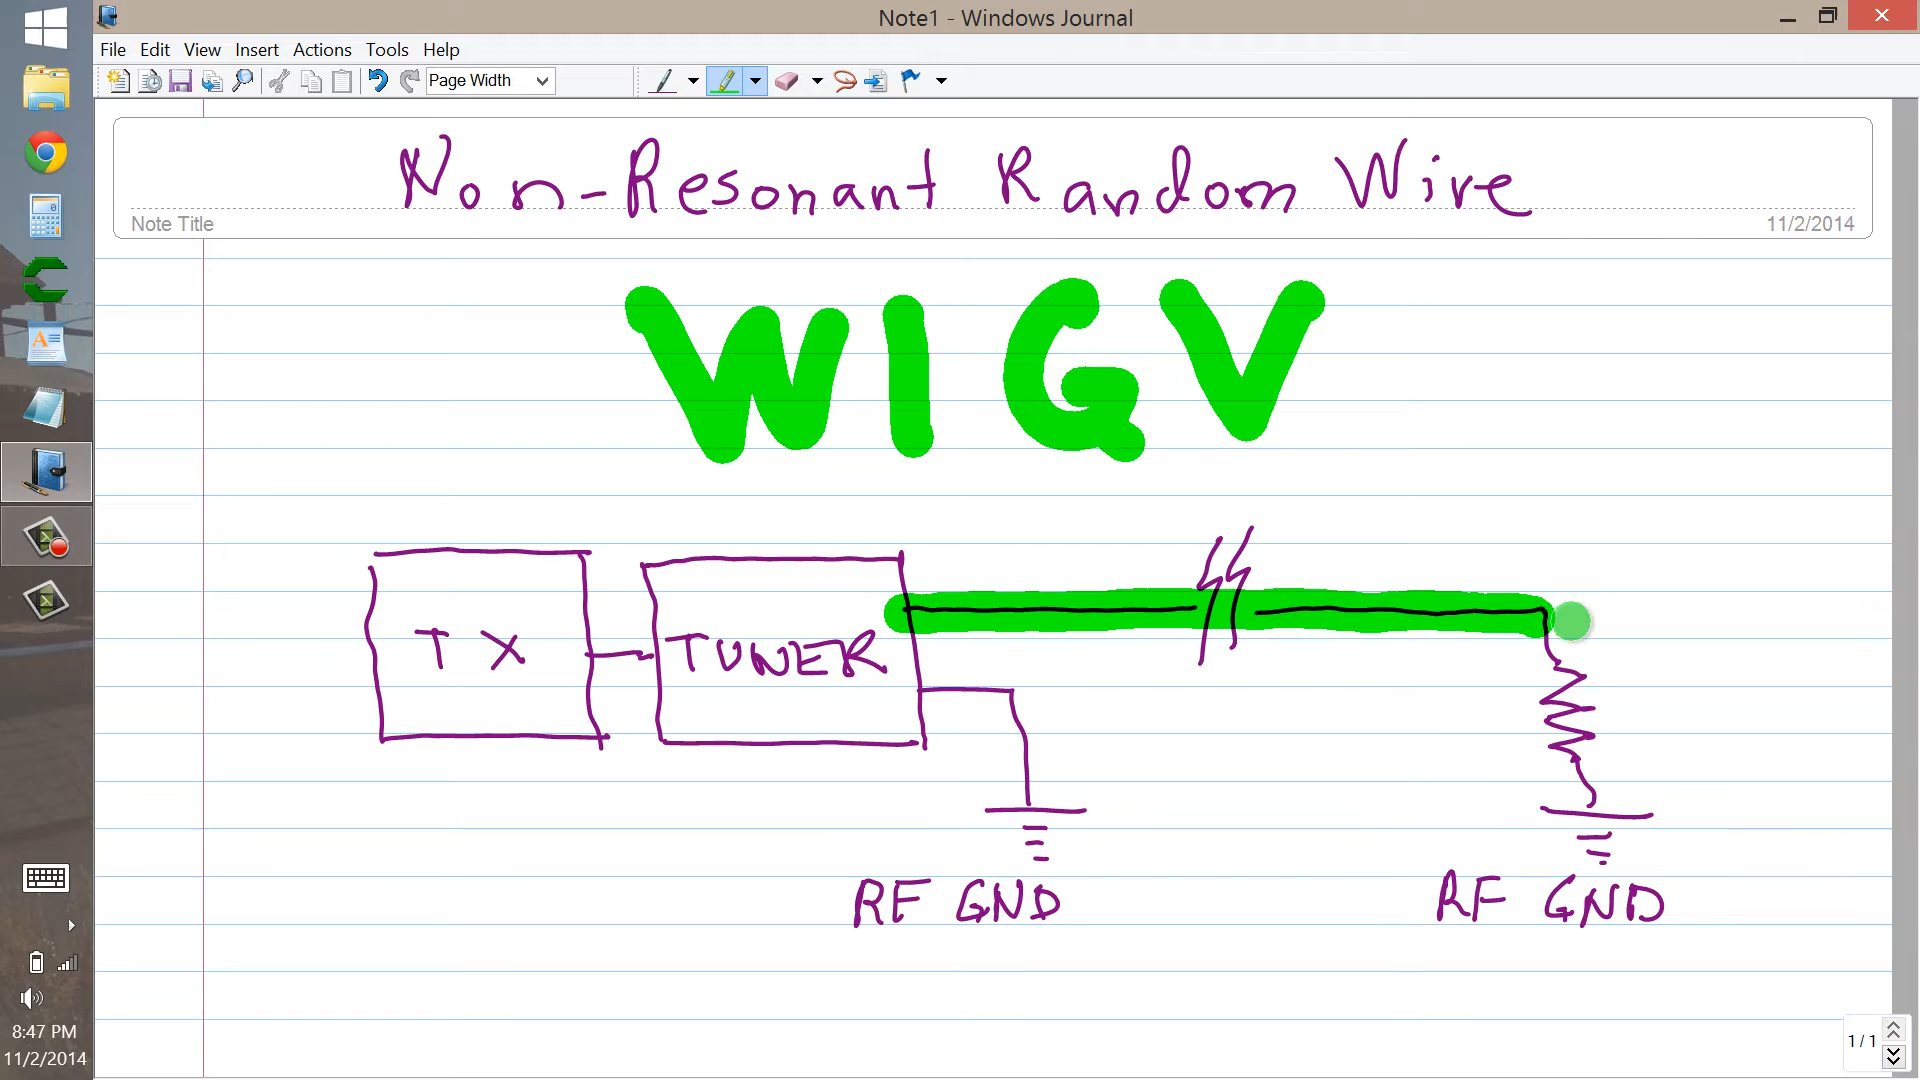 Note1 - Windows Journal
File Edit View Insert Actions Tools Help
Page Width
Non-Resonant Random Wire
Note Title 11/2/2014
WIGV
TX TUNER
RF GND RF GND
8:47 PM
11/2/2014
1 / 1